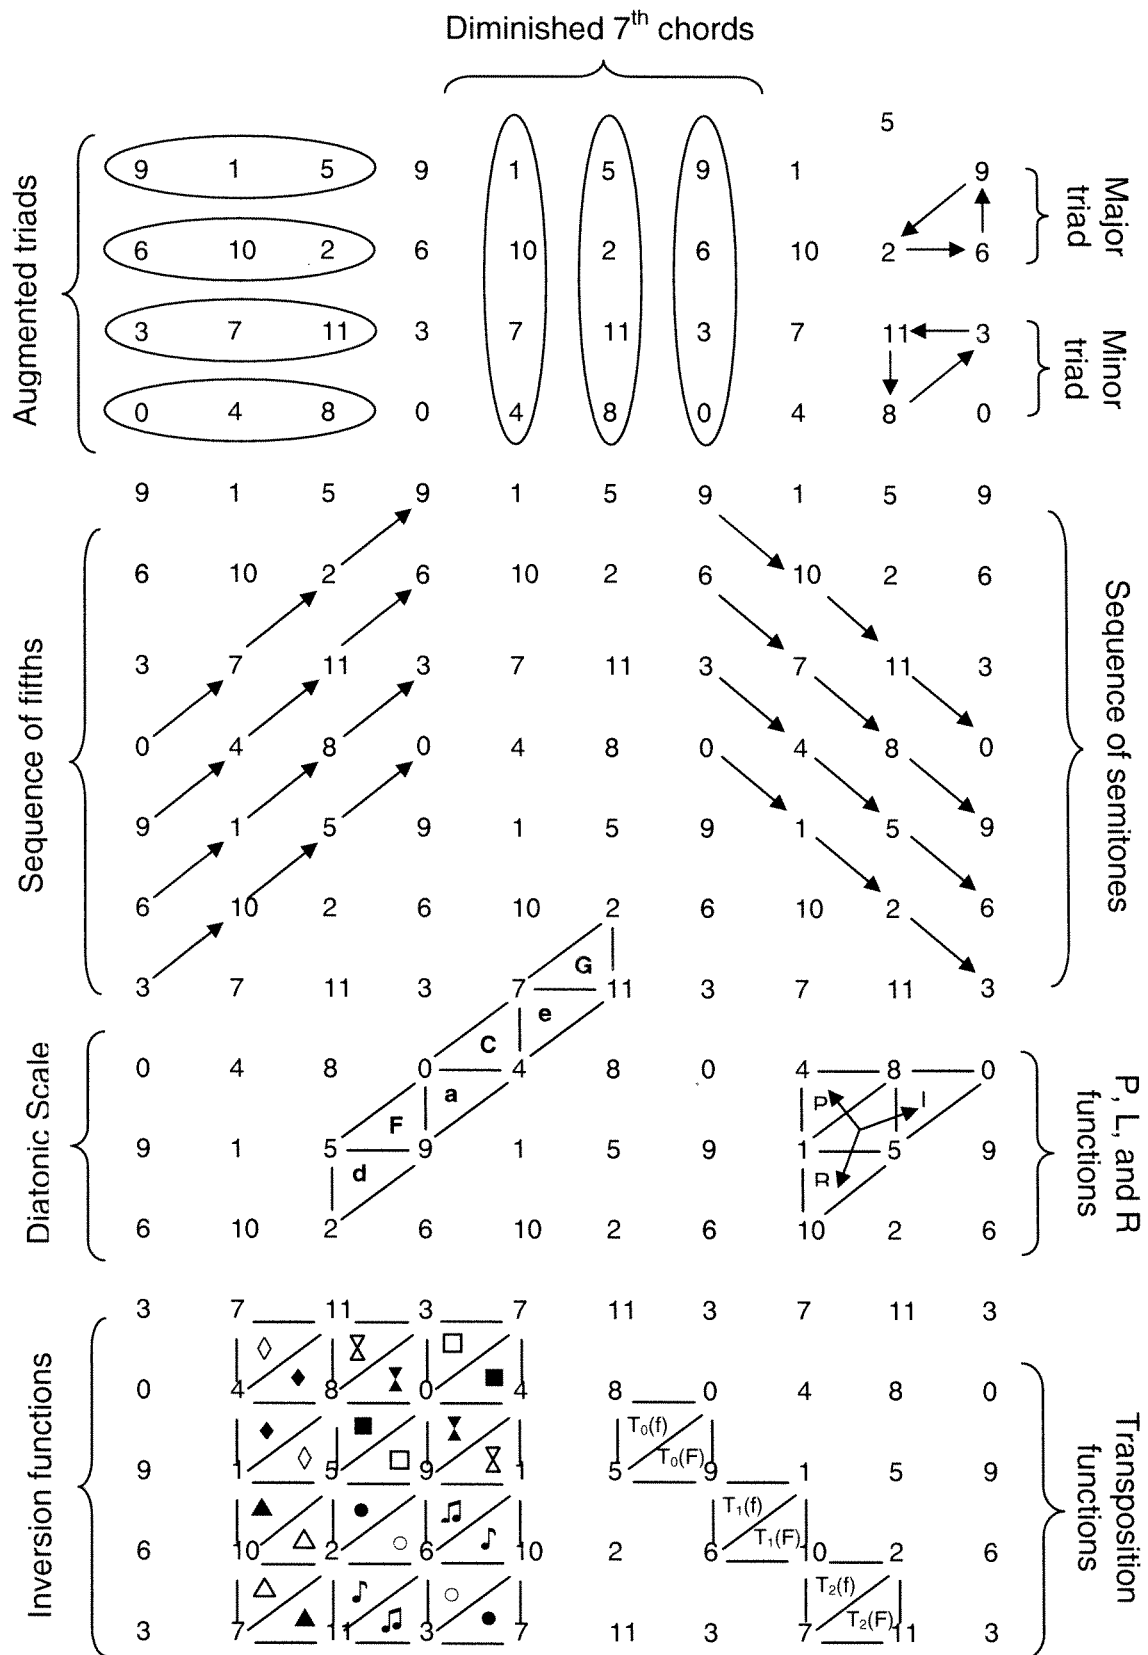 Diminished 7th chords
5
9 1 5 9 1 5 9 1 9
6 10 2 6 10 2 6 10 2 6
3 7 11 3 7 11 3 7 11 3
0 4 8 0 4 8 0 4 8 0
Augmented triads
Major triad
Minor triad
9 1 5 9 1 5 9 1 5 9
6 10 2 6 10 2 6 10 2 6
3 7 11 3 7 11 3 7 11 3
0 4 8 0 4 8 0 4 8 0
9 1 5 9 1 5 9 1 5 9
6 10 2 6 10 2 6 10 2 6
G
3 7 11 3 7 11 3 7 11 3
Sequence of fifths
Sequence of semitones
e
C
0 4 8 0 4 8 0 4 8 0
a P
F
9 1 5 9 1 5 9 1 5 9
d R
6 10 2 6 10 2 6 10 2 6
Diatonic Scale
P, L, and R functions
3 7 11 3 7 11 3 7 11 3
0 4 8 0 4 8 0 4 8 0
T0(f)
T0(F)
9 1 5 9 1 5 9 1 5 9
T1(f)
T1(F)
6 10 2 6 10 2 6 10 2 6
T2(f)
T2(F)
3 7 11 3 7 11 3 7 11 3
Inversion functions
Transposition functions